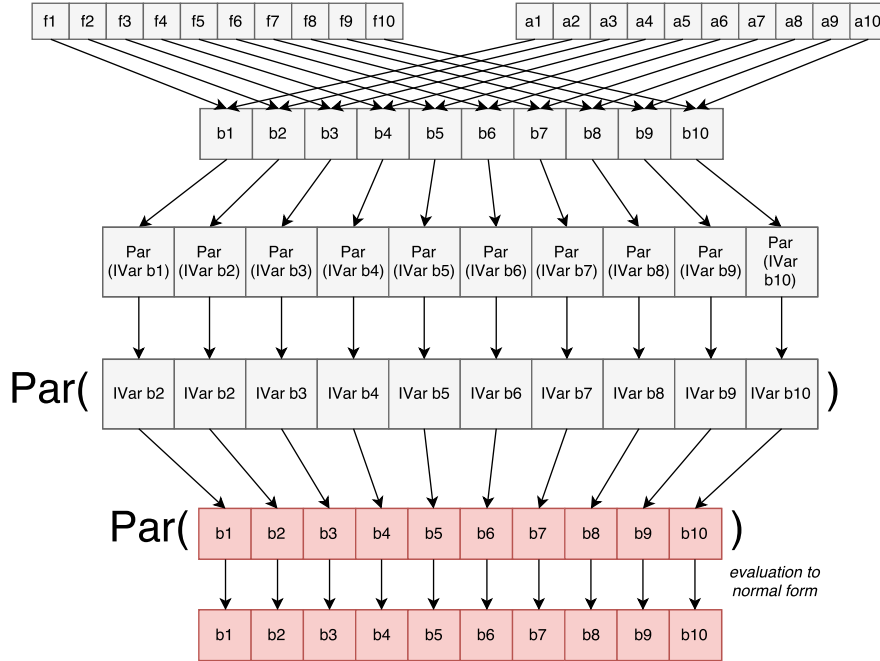 f1 f2 f3 f4 f5 f6 f7 f8 f9 f10 a1 a2 a3 a4 a5 a6 a7 a8 a9 a10
b1 b2 b3 b4 b5 b6 b7 b8 b9 b10
Par Par Par Par Par Par Par Par Par Par
(IVar b1) (IVar b2) (IVar b3) (IVar b4) (IVar b5) (IVar b6) (IVar b7) (IVar b8) (IVar b9) (IVar
b10)
Par( IVar b2 IVar b2 IVar b3 IVar b4 IVar b5 IVar b6 IVar b7 IVar b8 IVar b9 IVar b10 )
Par( b1 b2 b3 b4 b5 b6 b7 b8 b9 b10 )
evaluation to
normal form
b1 b2 b3 b4 b5 b6 b7 b8 b9 b10